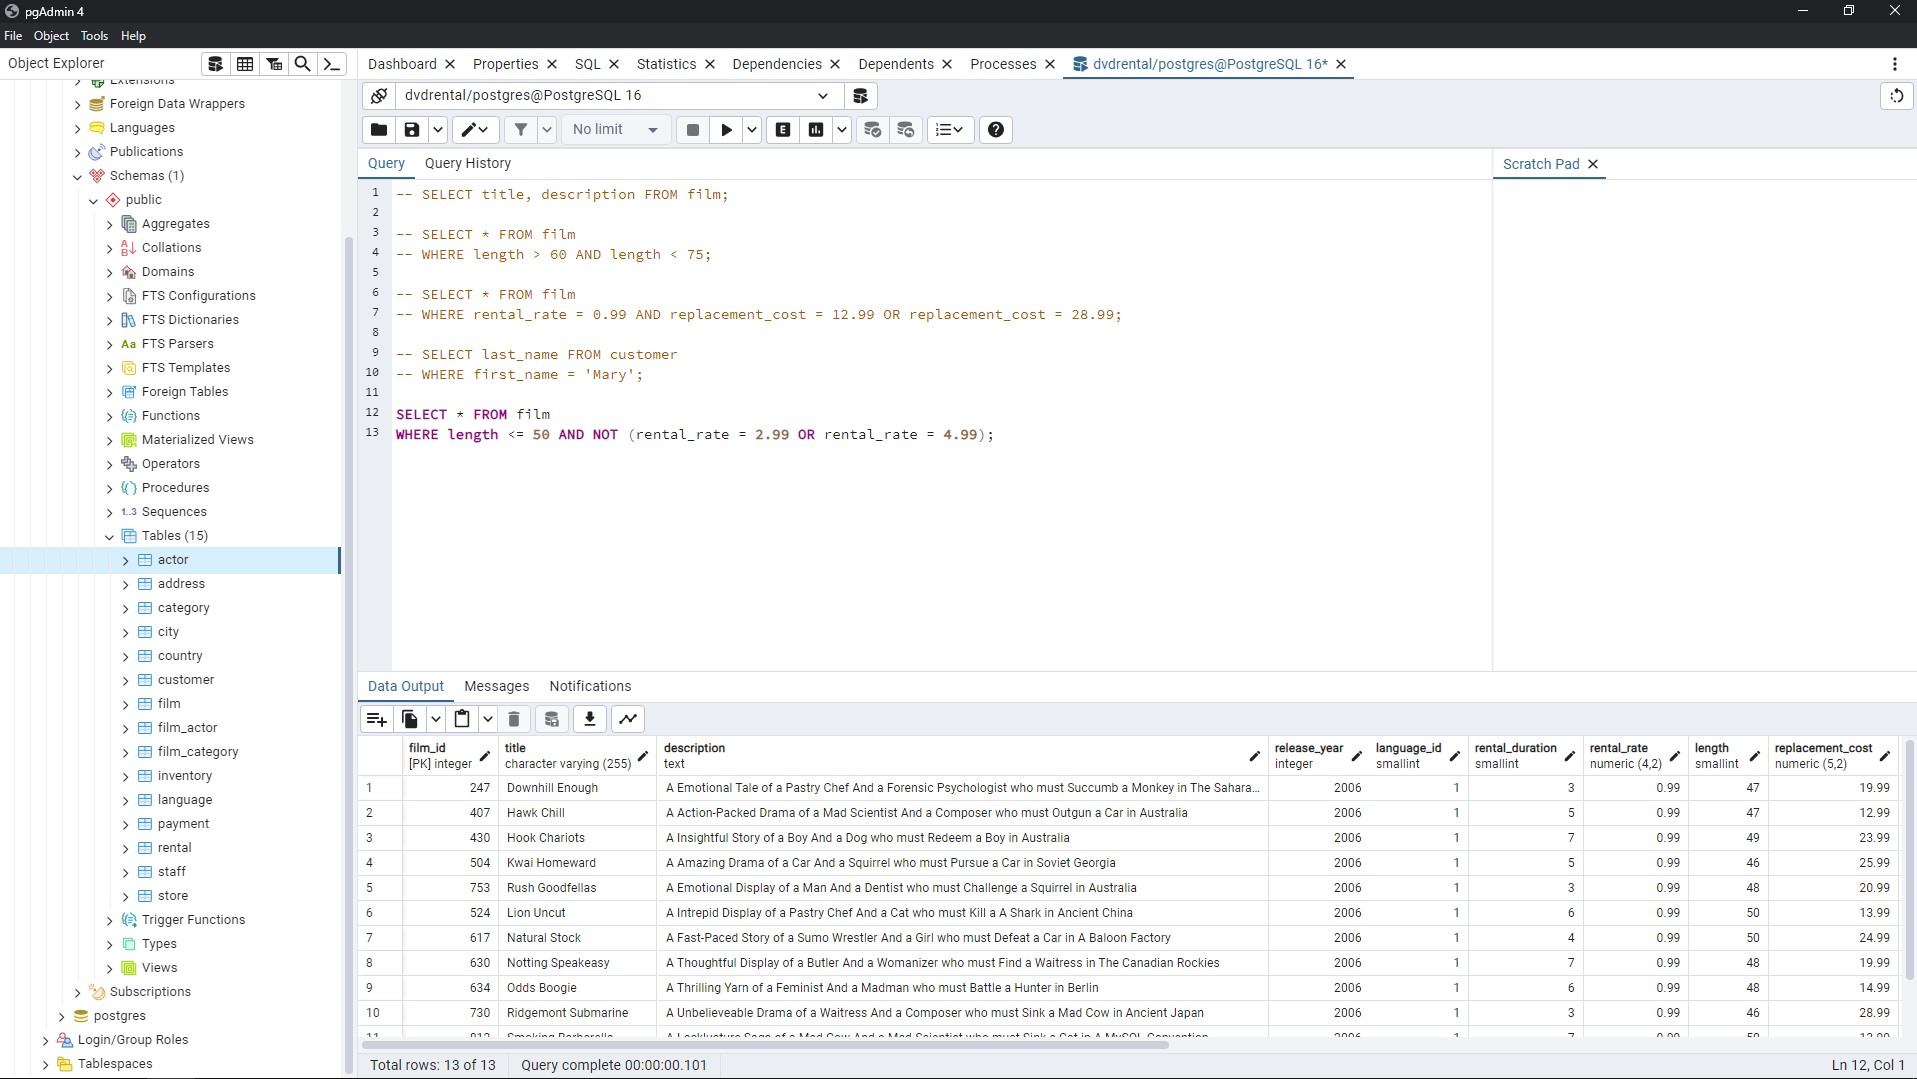 pgAdmin 4
File Object Tools Help
Object Explorer
Dashboard Properties SQL Statistics Dependencies Dependents Processes dvdrental/postgres@PostgreSQL 16*
Extensions
Foreign Data Wrappers
Languages
Publications
Schemas (1)
public
Aggregates
Collations
Domains
FTS Configurations
FTS Dictionaries
Aa FTS Parsers
FTS Templates
Foreign Tables
Functions
Materialized Views
Operators
Procedures
1..3 Sequences
Tables (15)
actor
address
category
city
country
customer
film
film_actor
film_category
inventory
language
payment
rental
staff
store
Trigger Functions
Types
Views
Subscriptions
postgres
Login/Group Roles
Tablespaces
dvdrental/postgres@PostgreSQL 16
No limit
E
Query Query History
Scratch Pad
1 -- SELECT title, description FROM film;
2
3 -- SELECT * FROM film
4 -- WHERE length > 60 AND length < 75;
5
6 -- SELECT * FROM film
7 -- WHERE rental_rate = 0.99 AND replacement_cost = 12.99 OR replacement_cost = 28.99;
8
9 -- SELECT last_name FROM customer
10 -- WHERE first_name = 'Mary';
11
12 SELECT * FROM film
13 WHERE length <= 50 AND NOT (rental_rate = 2.99 OR rental_rate = 4.99);
Data Output Messages Notifications
film_id title description release_year language_id rental_duration rental_rate length replacement_cost
[PK] integer character varying (255) text integer smallint smallint numeric (4,2) smallint numeric (5,2)
1 247 Downhill Enough A Emotional Tale of a Pastry Chef And a Forensic Psychologist who must Succumb a Monkey in The Sahara... 2006 1 3 0.99 47 19.99
2 407 Hawk Chill A Action-Packed Drama of a Mad Scientist And a Composer who must Outgun a Car in Australia 2006 1 5 0.99 47 12.99
3 430 Hook Chariots A Insightful Story of a Boy And a Dog who must Redeem a Boy in Australia 2006 1 7 0.99 49 23.99
4 504 Kwai Homeward A Amazing Drama of a Car And a Squirrel who must Pursue a Car in Soviet Georgia 2006 1 5 0.99 46 25.99
5 753 Rush Goodfellas A Emotional Display of a Man And a Dentist who must Challenge a Squirrel in Australia 2006 1 3 0.99 48 20.99
6 524 Lion Uncut A Intrepid Display of a Pastry Chef And a Cat who must Kill a A Shark in Ancient China 2006 1 6 0.99 50 13.99
7 617 Natural Stock A Fast-Paced Story of a Sumo Wrestler And a Girl who must Defeat a Car in A Baloon Factory 2006 1 4 0.99 50 24.99
8 630 Notting Speakeasy A Thoughtful Display of a Butler And a Womanizer who must Find a Waitress in The Canadian Rockies 2006 1 7 0.99 48 19.99
9 634 Odds Boogie A Thrilling Yarn of a Feminist And a Madman who must Battle a Hunter in Berlin 2006 1 6 0.99 48 14.99
10 730 Ridgemont Submarine A Unbelieveable Drama of a Waitress And a Composer who must Sink a Mad Cow in Ancient Japan 2006 1 3 0.99 46 28.99
Total rows: 13 of 13 Query complete 00:00:00.101 Ln 12, Col 1